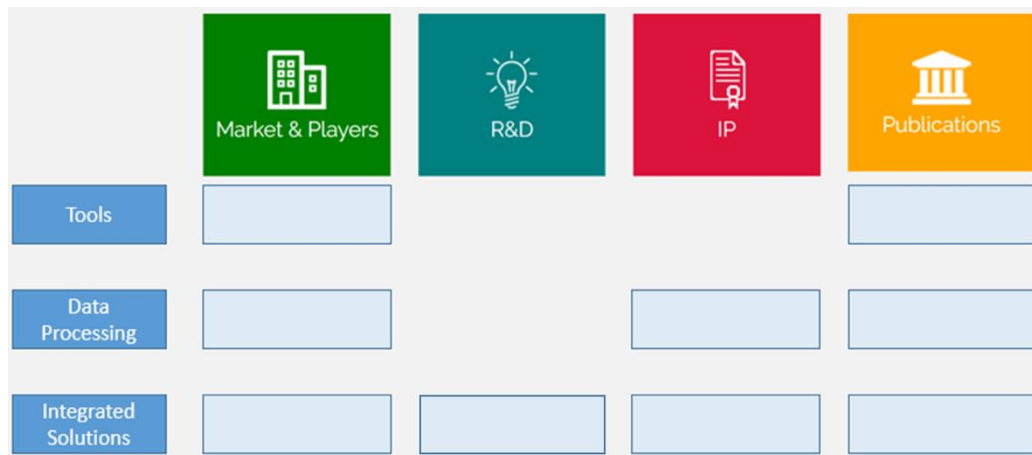 Market & Players
R&D
IP
Publications
Tools
Data
Processing
Integrated
Solutions